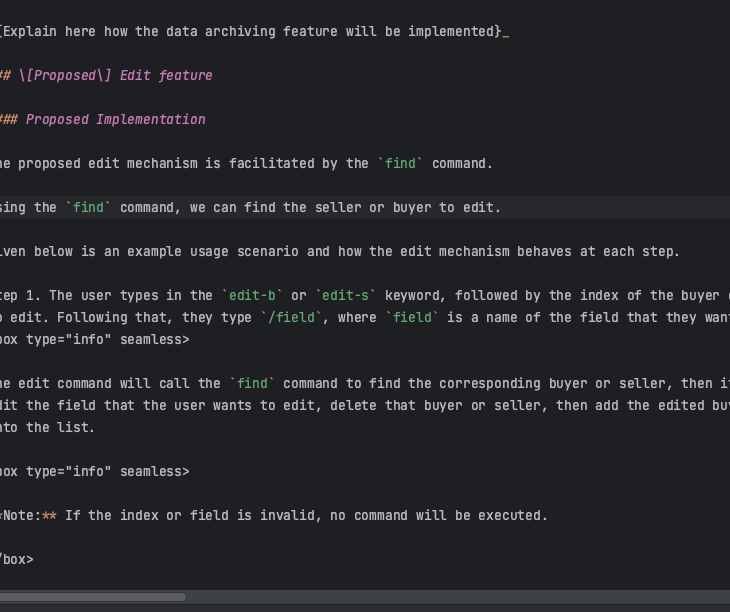 Explain here how the data archiving feature will be implemented}_
## \[Proposed\] Edit feature
### Proposed Implementation
he proposed edit mechanism is facilitated by the `find` command.
sing the `find` command, we can find the seller or buyer to edit.
iven below is an example usage scenario and how the edit mechanism behaves at each step.
tep 1. The user types in the `edit-b` or `edit-s` keyword, followed by the index of the buyer
o edit. Following that, they type `/field`, where `field` is a name of the field that they wan
box type="info" seamless>
he edit command will call the `find` command to find the corresponding buyer or seller, then i
dit the field that the user wants to edit, delete that buyer or seller, then add the edited bu
nto the list.
box type="info" seamless>
*Note:** If the index or field is invalid, no command will be executed.
/box>